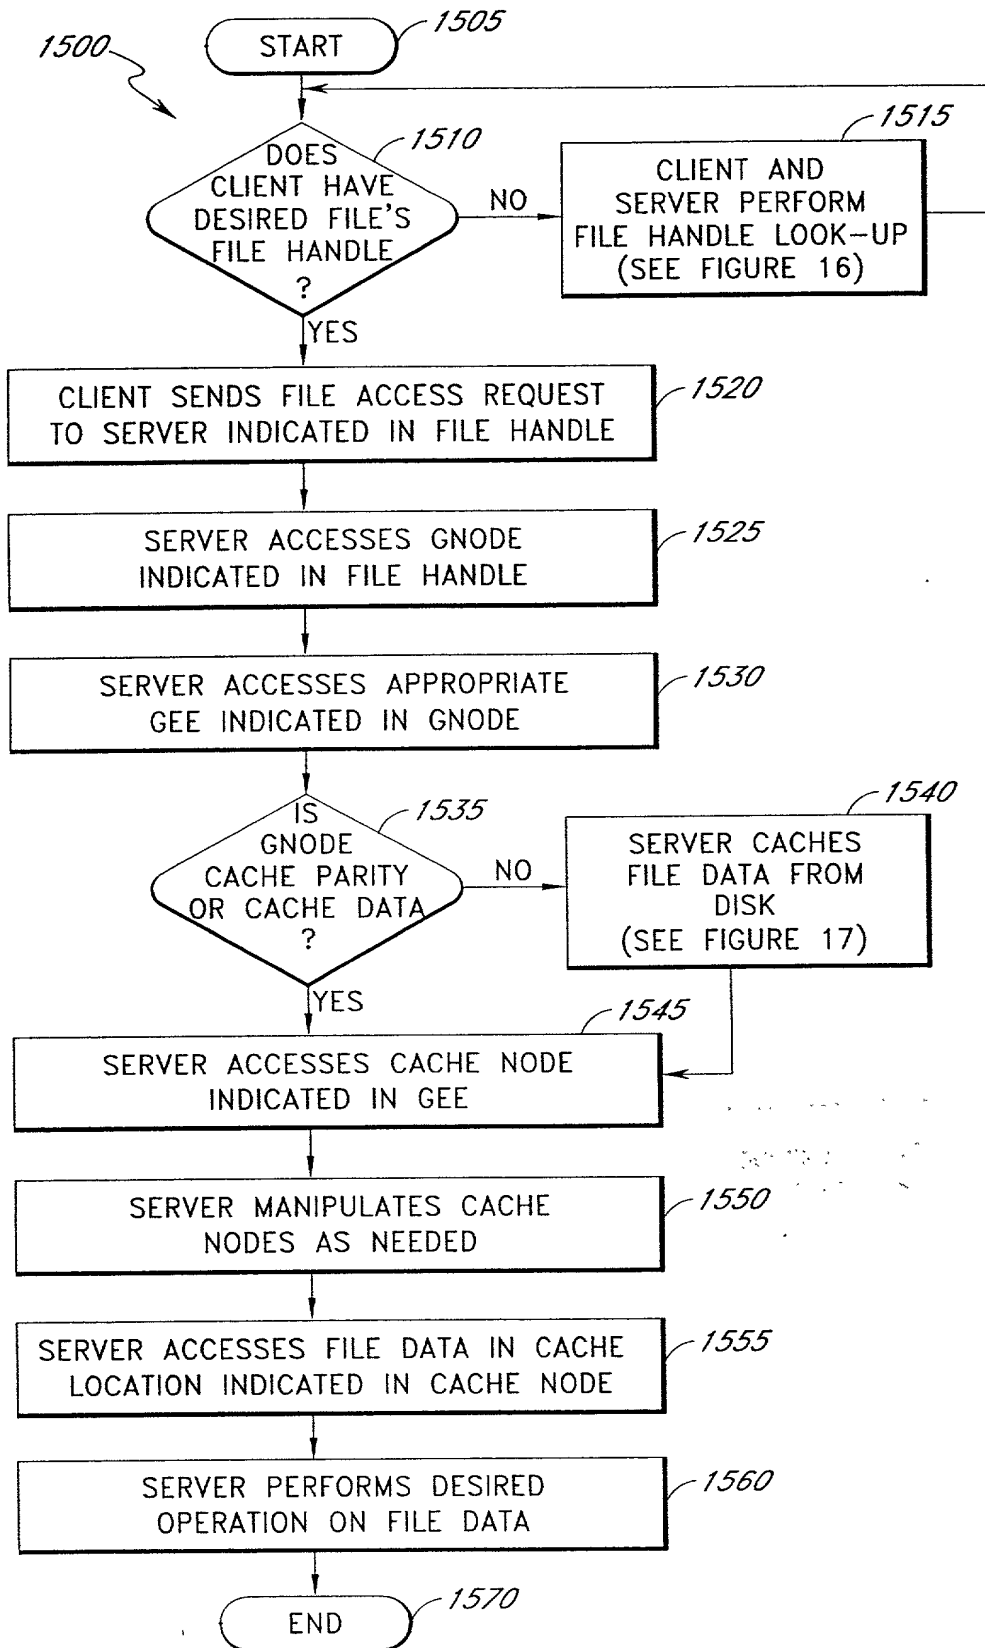 1500
START
1505
1510
DOES
CLIENT HAVE
DESIRED FILE'S
FILE HANDLE
?
NO
1515
CLIENT AND
SERVER PERFORM
FILE HANDLE LOOK-UP
(SEE FIGURE 16)
YES
CLIENT SENDS FILE ACCESS REQUEST
TO SERVER INDICATED IN FILE HANDLE
1520
SERVER ACCESSES GNODE
INDICATED IN FILE HANDLE
1525
SERVER ACCESSES APPROPRIATE
GEE INDICATED IN GNODE
1530
IS
GNODE
CACHE PARITY
OR CACHE DATA
?
1535
NO
1540
SERVER CACHES
FILE DATA FROM
DISK
(SEE FIGURE 17)
YES
1545
SERVER ACCESSES CACHE NODE
INDICATED IN GEE
SERVER MANIPULATES CACHE
NODES AS NEEDED
1550
SERVER ACCESSES FILE DATA IN CACHE
LOCATION INDICATED IN CACHE NODE
1555
SERVER PERFORMS DESIRED
OPERATION ON FILE DATA
1560
END
1570